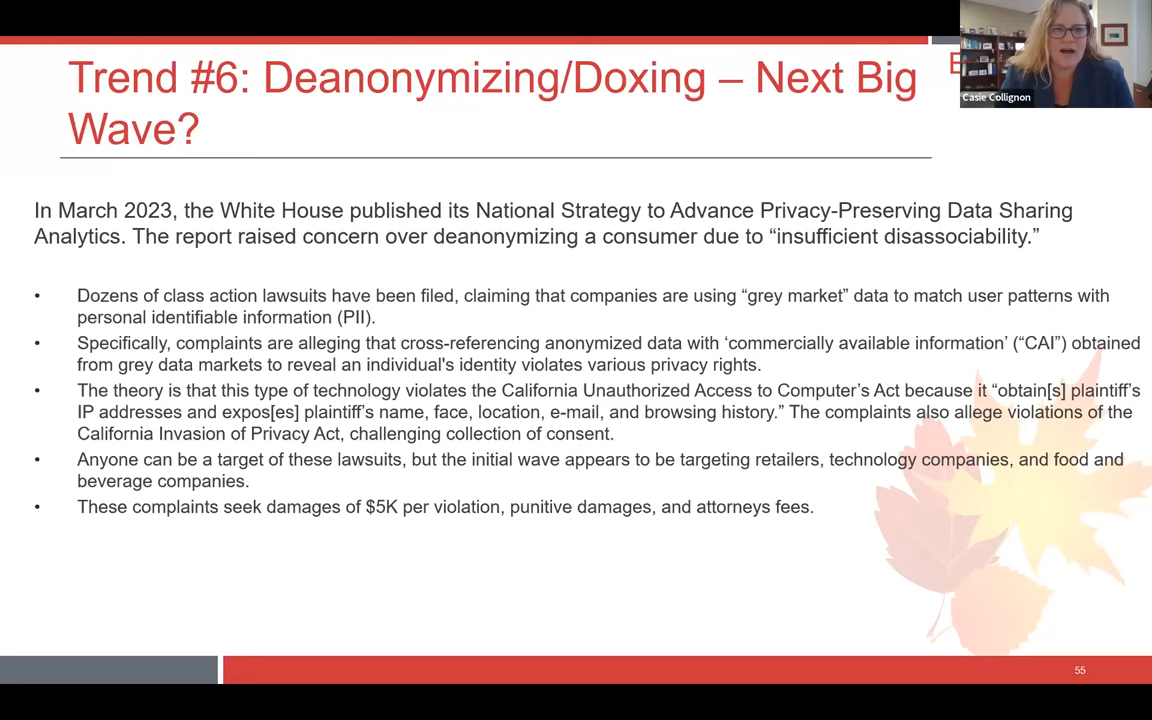 Trend #6: Deanonymizing/Doxing – Next Big
Wave?
Casie Collignon
In March 2023, the White House published its National Strategy to Advance Privacy-Preserving Data Sharing
Analytics. The report raised concern over deanonymizing a consumer due to “insufficient disassociability.”
• Dozens of class action lawsuits have been filed, claiming that companies are using “grey market” data to match user patterns with
personal identifiable information (PII).
• Specifically, complaints are alleging that cross-referencing anonymized data with ‘commercially available information’ (“CAI”) obtained
from grey data markets to reveal an individual's identity violates various privacy rights.
• The theory is that this type of technology violates the California Unauthorized Access to Computer’s Act because it “obtain[s] plaintiff’s
IP addresses and expos[es] plaintiff’s name, face, location, e-mail, and browsing history.” The complaints also allege violations of the
California Invasion of Privacy Act, challenging collection of consent.
• Anyone can be a target of these lawsuits, but the initial wave appears to be targeting retailers, technology companies, and food and
beverage companies.
• These complaints seek damages of $5K per violation, punitive damages, and attorneys fees.
55